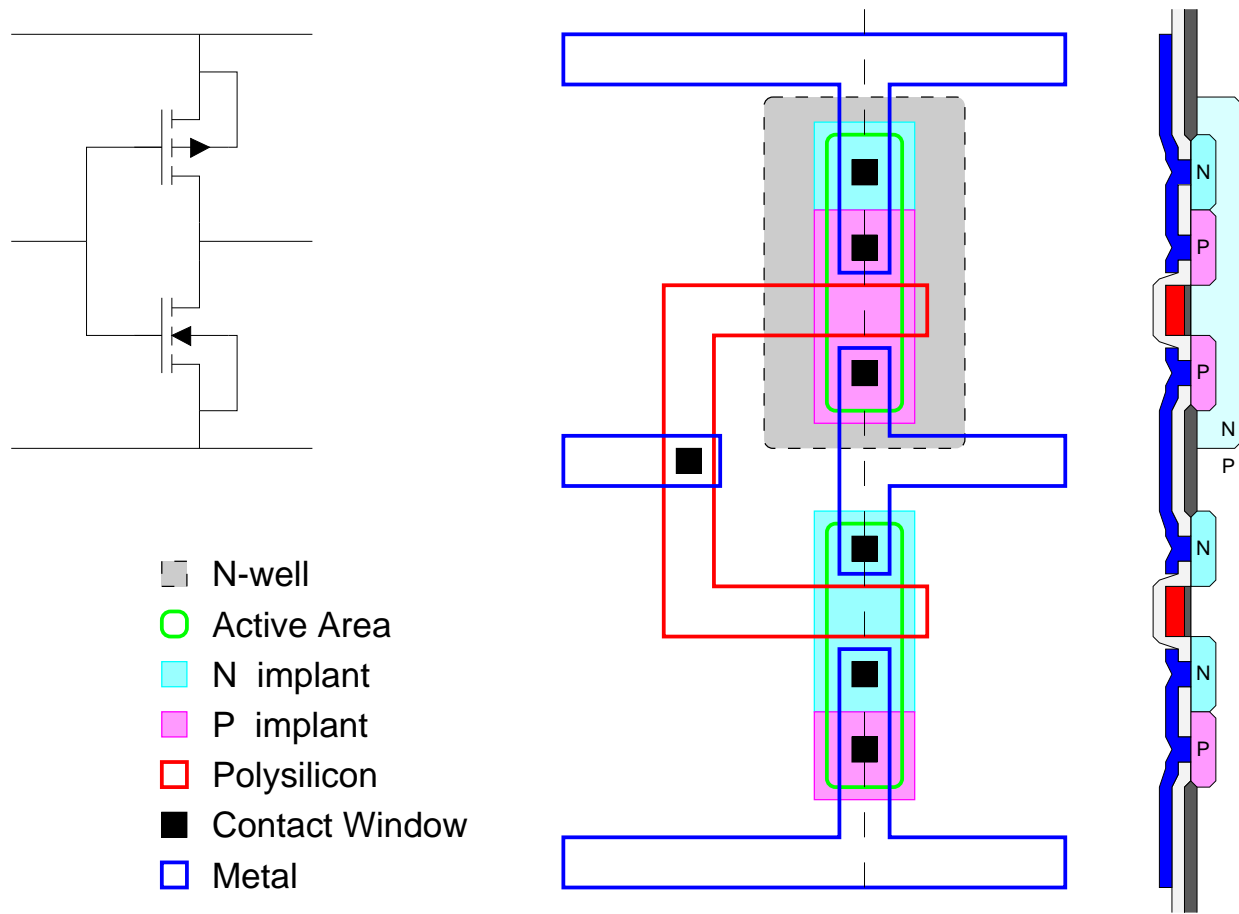 N-well
Active Area
N implant
P implant
Polysilicon
Contact Window
Metal
N
P
P
N
P
N
N
P